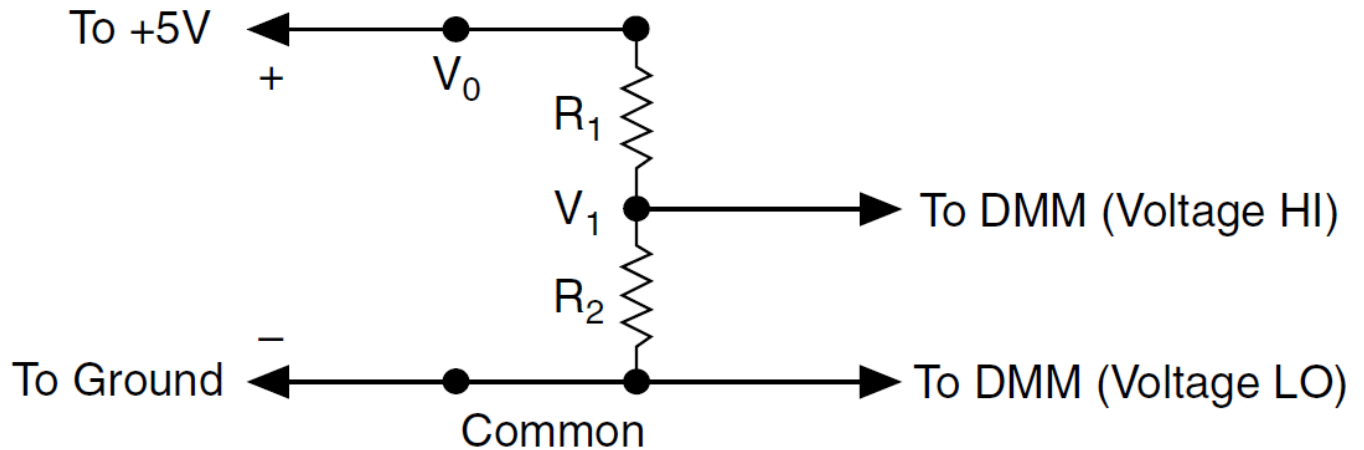 To +5V
+
V₀
R₁
V₁
To DMM (Voltage HI)
R₂
–
To Ground
To DMM (Voltage LO)
Common